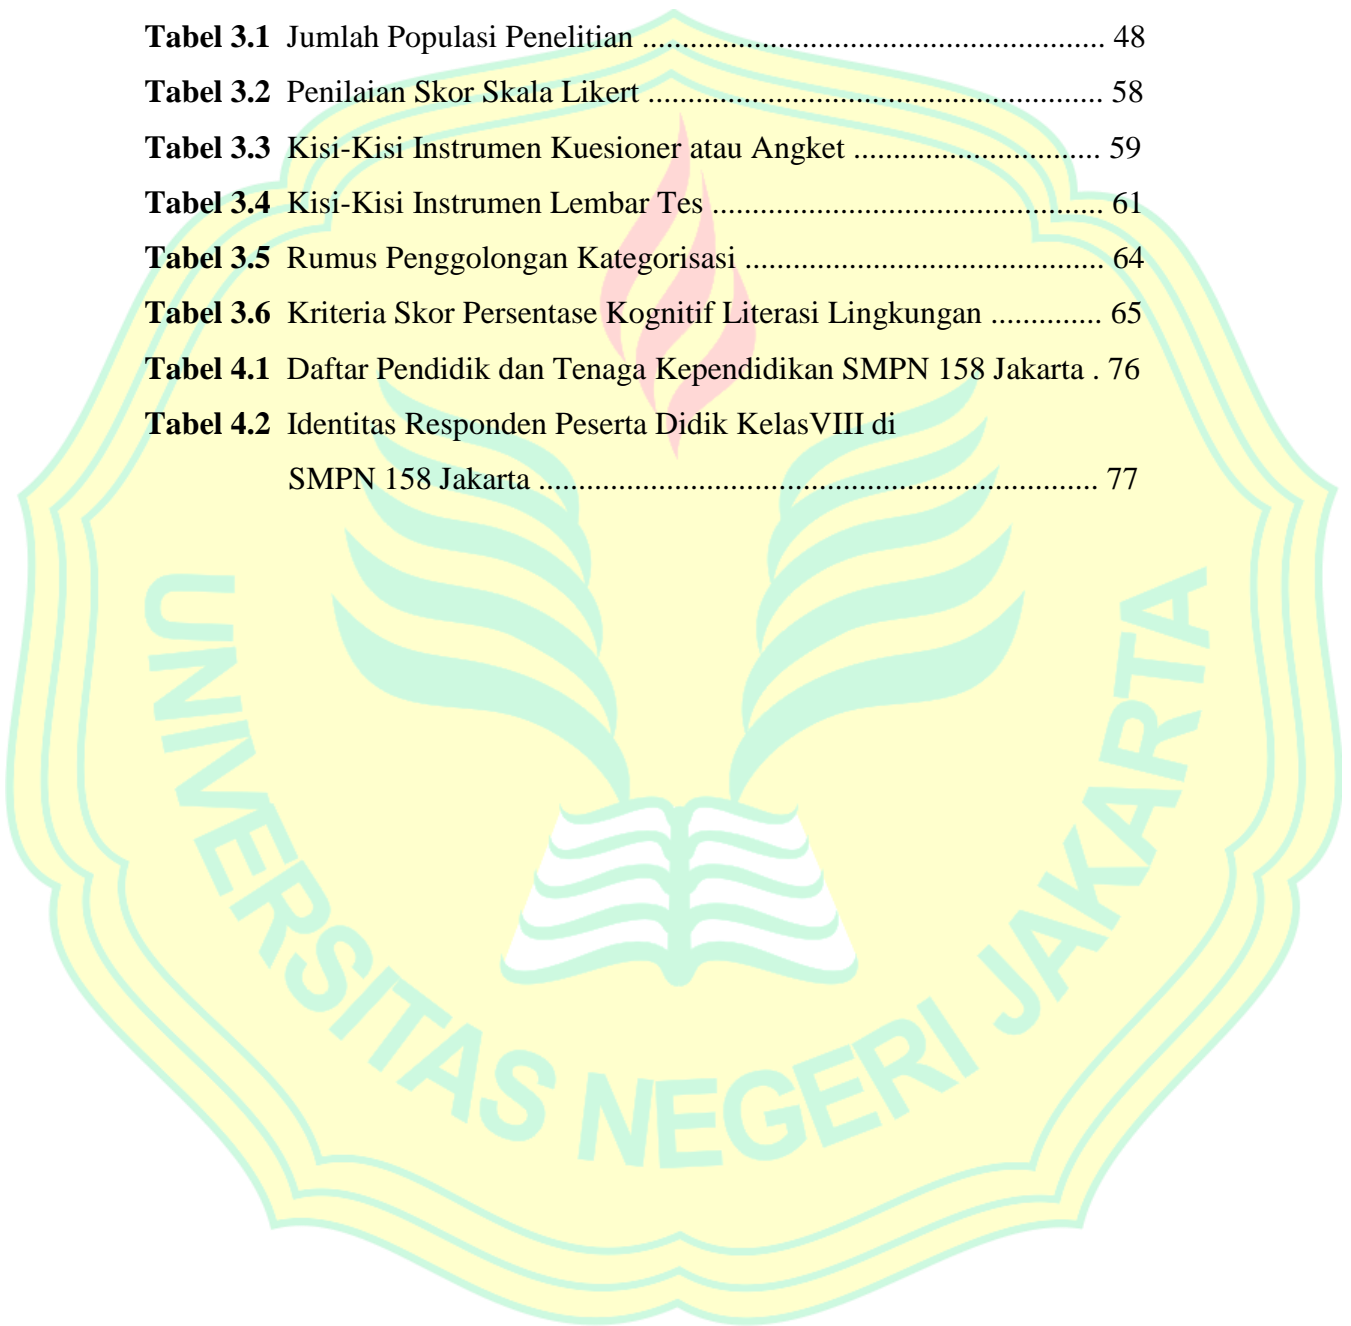 Tabel 3.1 Jumlah Populasi Penelitian ........................................................ 48
Tabel 3.2 Penilaian Skor Skala Likert ....................................................... 58
Tabel 3.3 Kisi-Kisi Instrumen Kuesioner atau Angket .............................. 59
Tabel 3.4 Kisi-Kisi Instrumen Lembar Tes ............................................... 61
Tabel 3.5 Rumus Penggolongan Kategorisasi ........................................... 64
Tabel 3.6 Kriteria Skor Persentase Kognitif Literasi Lingkungan .............. 65
Tabel 4.1 Daftar Pendidik dan Tenaga Kependidikan SMPN 158 Jakarta . 76
Tabel 4.2 Identitas Responden Peserta Didik KelasVIII di
SMPN 158 Jakarta .................................................................... 77
UNIVERSITAS NEGERI JAKARTA